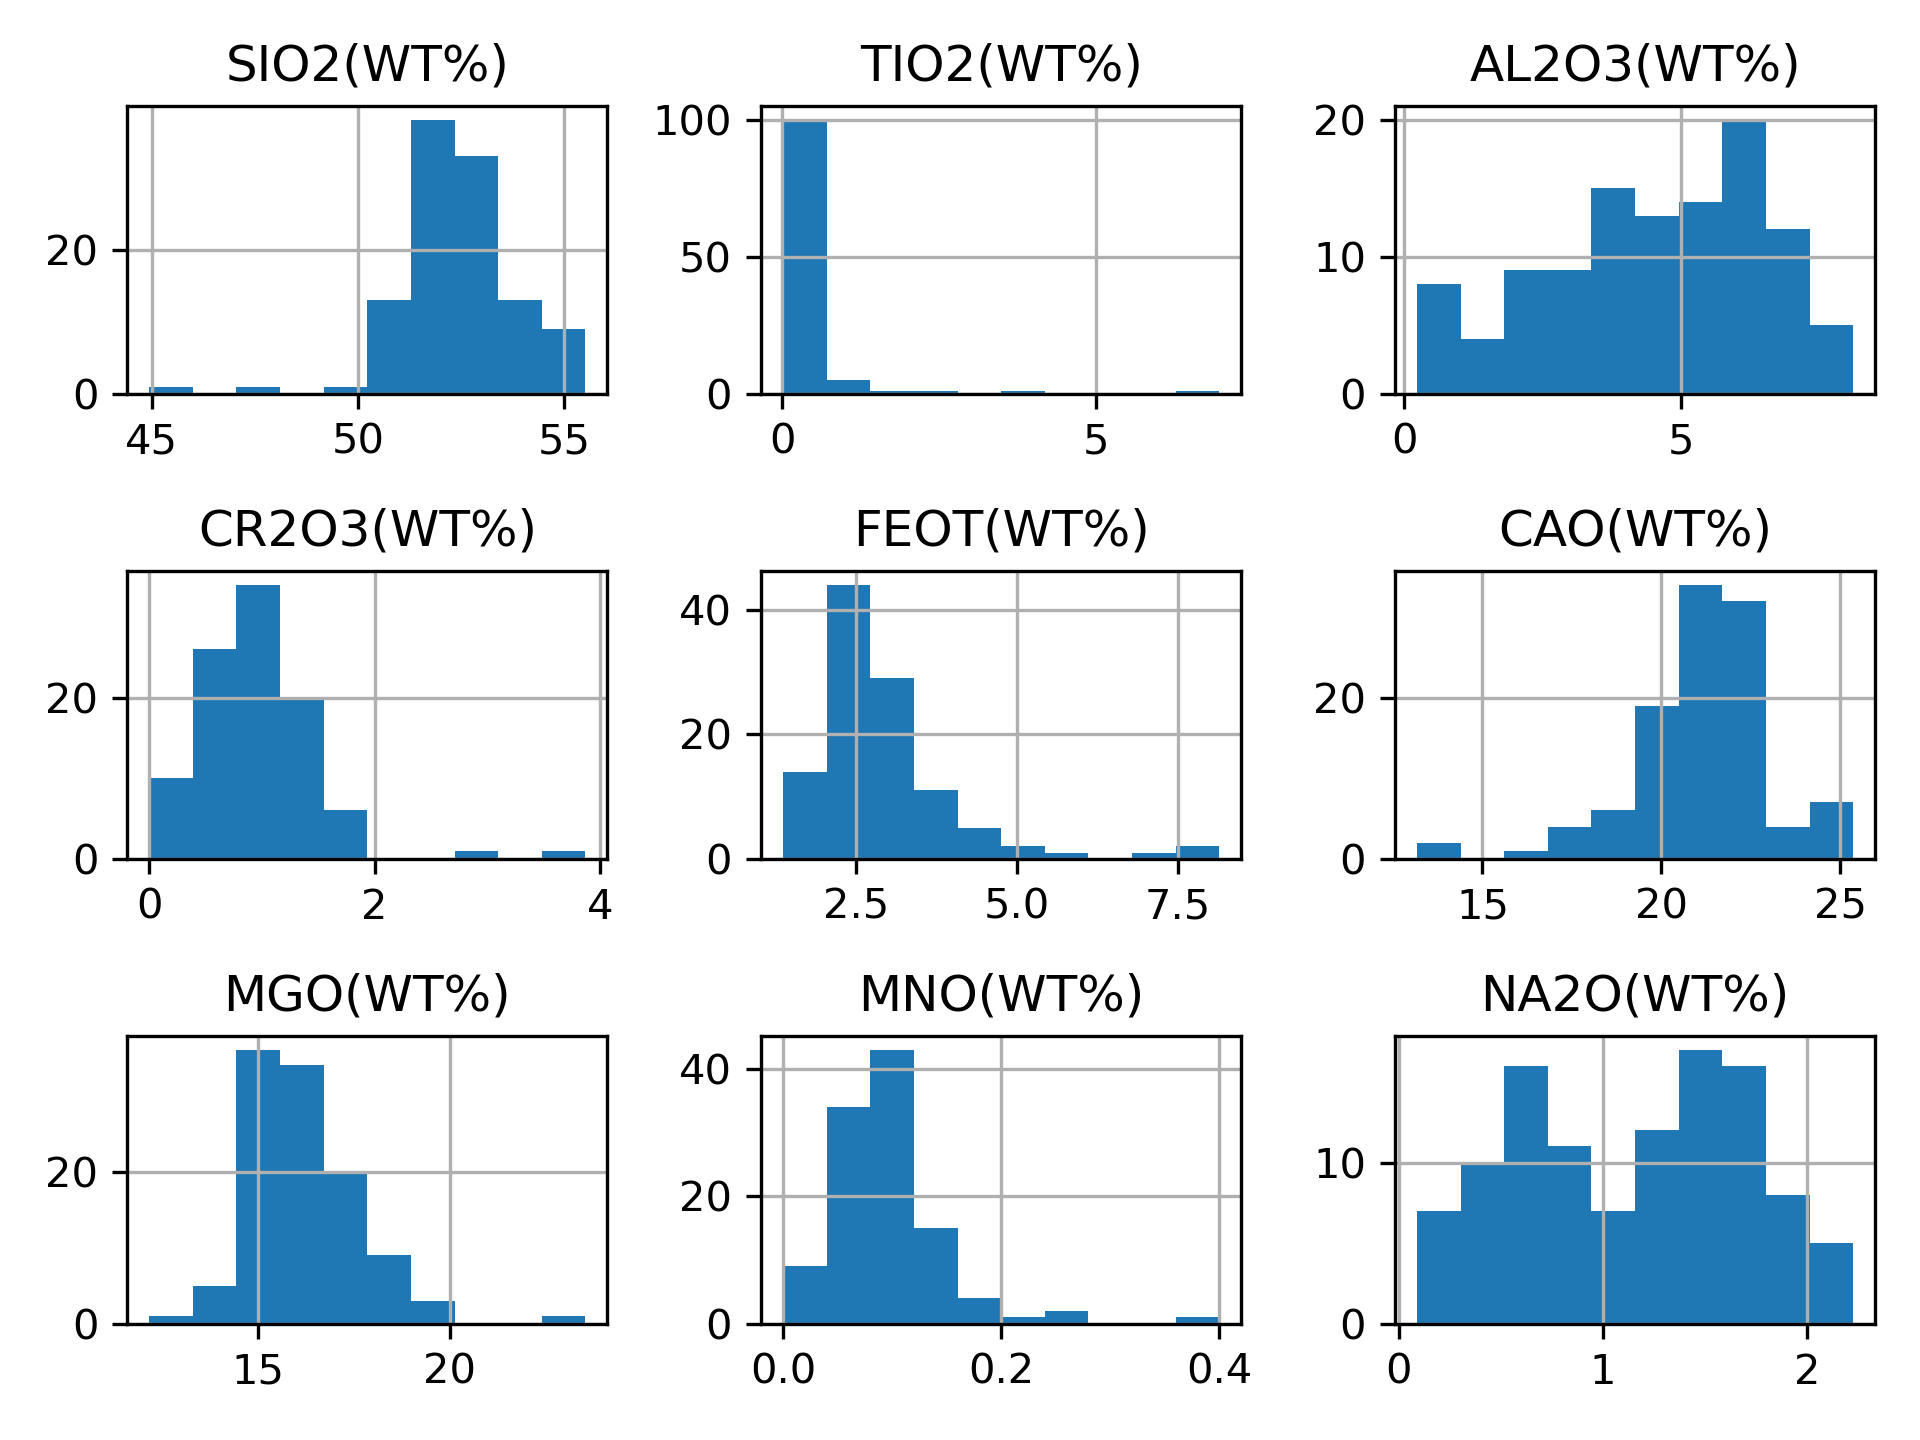 SIO2(WT%) TIO2(WT%) AL2O3(WT%)
20 0
45 50 55
100 50 0
0 5
20 10 0
0 5
CR2O3(WT%) FEOT(WT%) CAO(WT%)
20 0
0 2 4
40 20 0
2.5 5.0 7.5
20 0
15 20 25
MGO(WT%) MNO(WT%) NA2O(WT%)
20 0
15 20
40 20 0
0.0 0.2 0.4
10 0
0 1 2